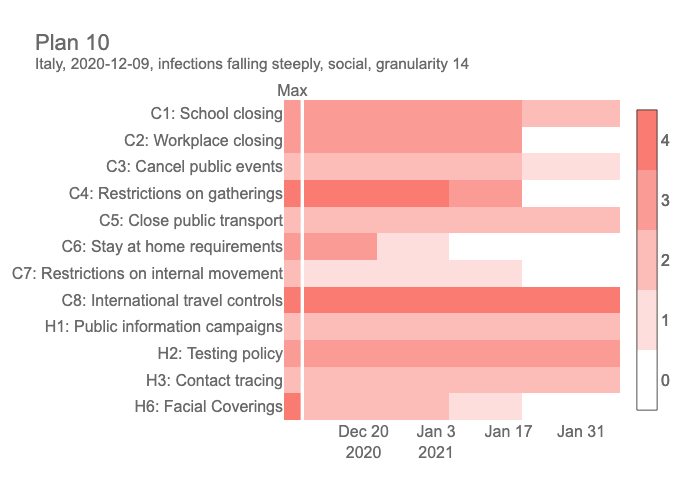 Plan 10
Italy, 2020-12-09, infections falling steeply, social, granularity 14
Max
C1: School closing
C2: Workplace closing
C3: Cancel public events
C4: Restrictions on gatherings
C5: Close public transport
C6: Stay at home requirements
C7: Restrictions on internal movement
C8: International travel controls
H1: Public information campaigns
H2: Testing policy
H3: Contact tracing
H6: Facial Coverings
4
3
2
1
0
Dec 20 Jan 3 Jan 17 Jan 31
2020 2021